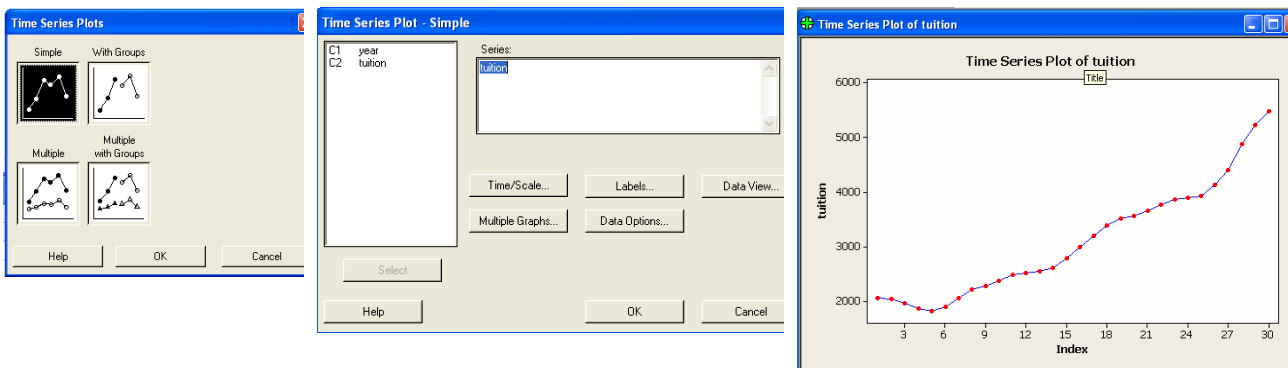 Time Series Plots
Simple With Groups
Multiple Multiple with Groups
Help OK Cancel
Time Series Plot - Simple
C1 year
C2 tuition
Series:
tuition
Time/Scale... Labels... Data View...
Multiple Graphs... Data Options...
Select
Help OK Cancel
Time Series Plot of tuition
Time Series Plot of tuition
Title
6000
5000
4000
3000
2000
tuition
3 6 9 12 15 18 21 24 27 30
Index